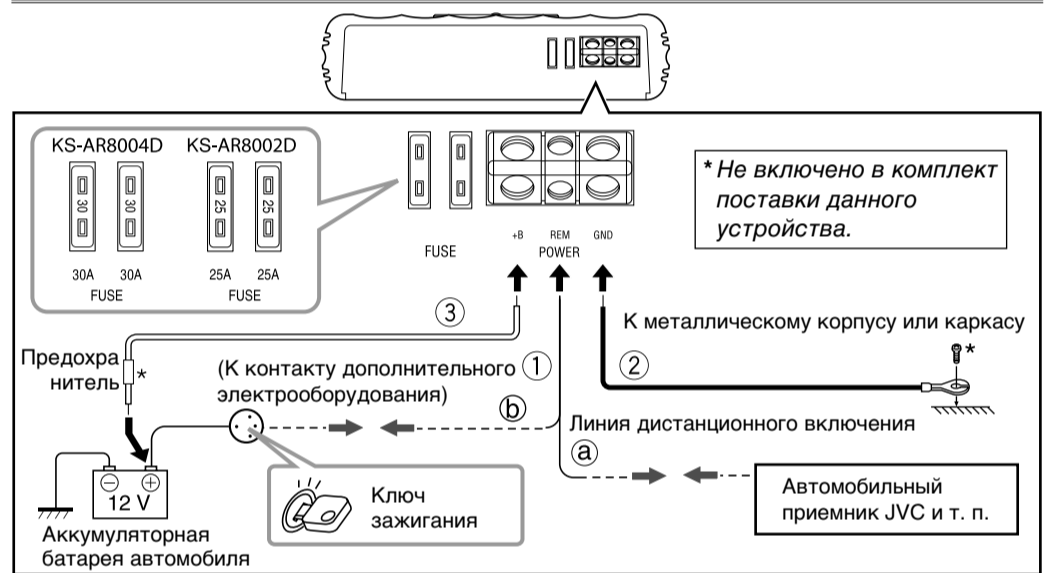 KS-AR8004D KS-AR8002D
30 30 25 25
30A 30A 25A 25A
FUSE FUSE
FUSE
+B REM GND
POWER
* Не включено в комплект
поставки данного
устройства.
③
К металлическому корпусу или каркасу
*
②
Предохра
нитель
*
(К контакту дополнительного ①
электрооборудования)
ⓑ
Линия дистанционного включения
ⓐ
Ключ
зажигания
Автомобильный
приемник JVC и т. п.
− +
12 V
Аккумуляторная
батарея автомобиля